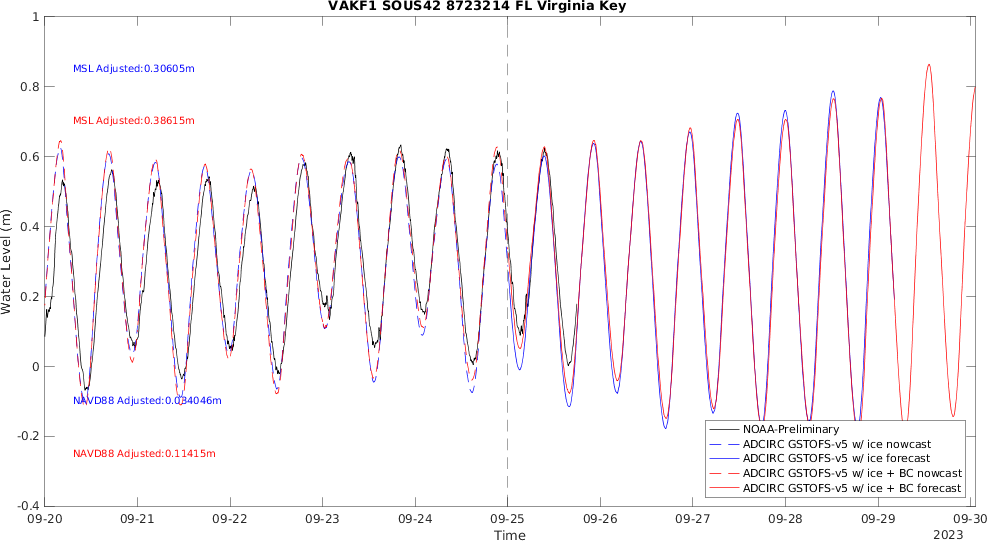 VAKF1 SOUS42 8723214 FL Virginia Key
1
0.8
0.6
0.4
0.2
0
-0.2
-0.4
Water Level (m)
MSL Adjusted:0.30605m
MSL Adjusted:0.38615m
NAVD88 Adjusted:0.034046m
NAVD88 Adjusted:0.11415m
NOAA-Preliminary
ADCIRC GSTOFS-v5 w/ ice nowcast
ADCIRC GSTOFS-v5 w/ ice forecast
ADCIRC GSTOFS-v5 w/ ice + BC nowcast
ADCIRC GSTOFS-v5 w/ ice + BC forecast
09-20 09-21 09-22 09-23 09-24 09-25 09-26 09-27 09-28 09-29 09-30
Time
2023